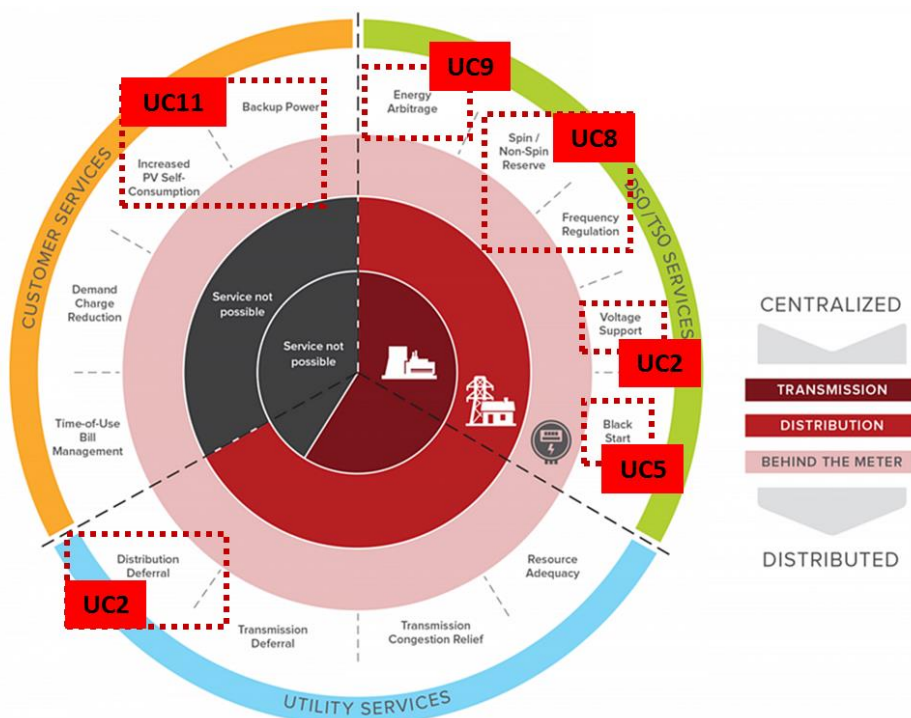 UC9
UC11
Backup Power
Energy
Arbitrage
Spin /
Non-Spin
Reserve
UC8
Increased
PV Self-
Consumption
Frequency
Regulation
CUSTOMER SERVICES
DSO / TSO SERVICES
Demand
Charge
Reduction
Service not
possible
Service not
possible
Voltage
Support
UC2
Time-of-Use
Bill
Management
Black
Start
UC5
Distribution
Deferral
UC2
Transmission
Deferral
Transmission
Congestion Relief
Resource
Adequacy
UTILITY SERVICES
CENTRALIZED
TRANSMISSION
DISTRIBUTION
BEHIND THE METER
DISTRIBUTED